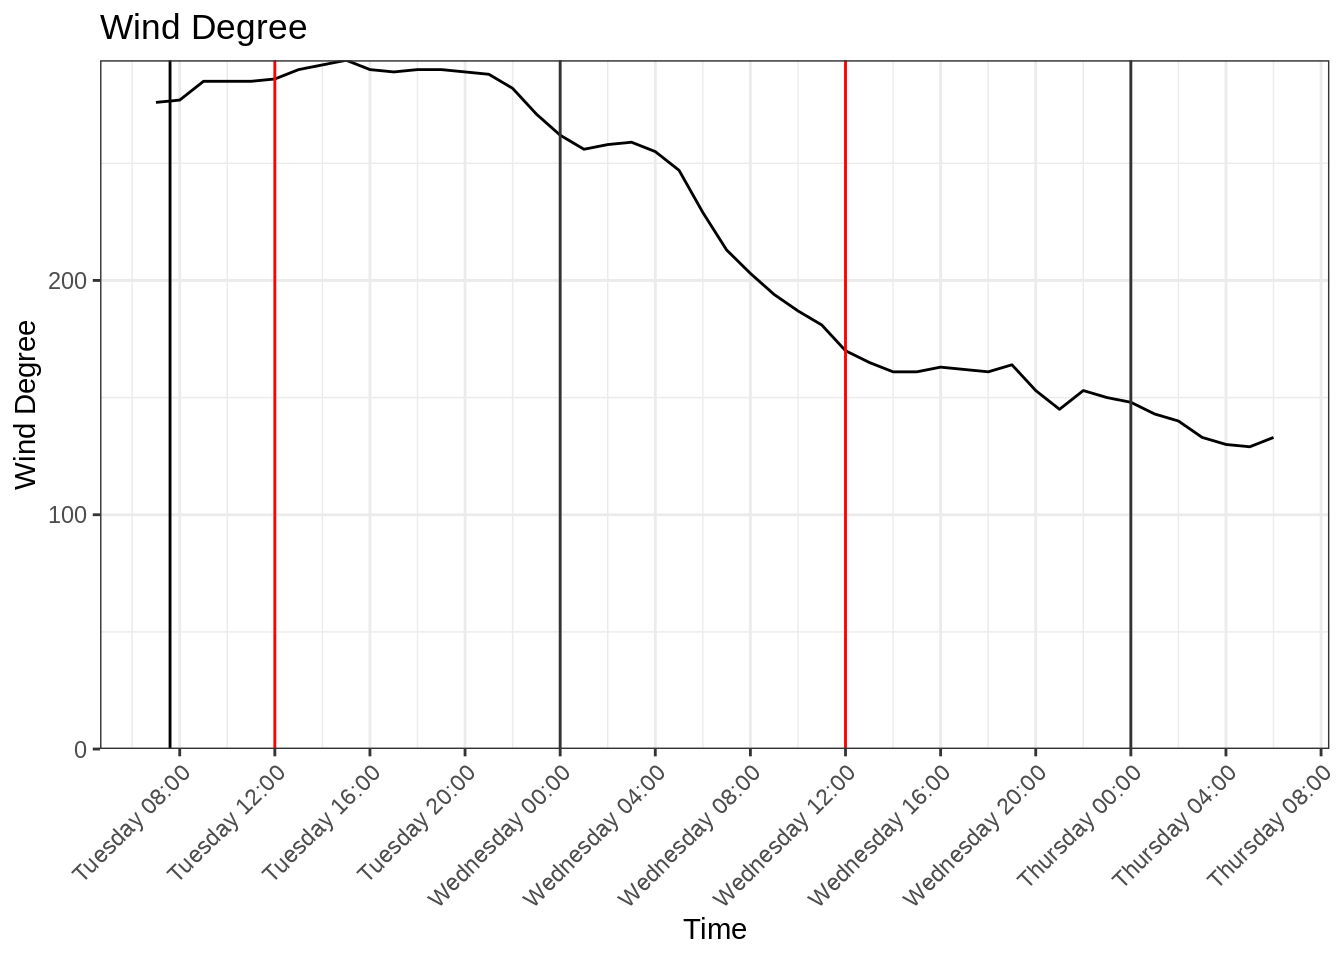 Wind Degree
Wind Degree
200
100
0
Tuesday 08:00
Tuesday 12:00
Tuesday 16:00
Tuesday 20:00
Wednesday 00:00
Wednesday 04:00
Wednesday 08:00
Wednesday 12:00
Wednesday 16:00
Wednesday 20:00
Thursday 00:00
Thursday 04:00
Thursday 08:00
Time